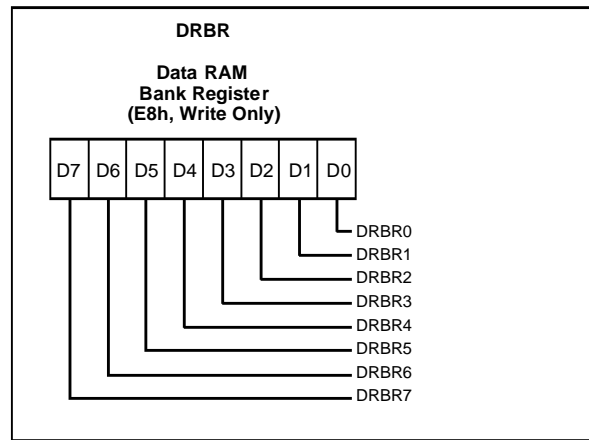 DRBR
Data RAM
Bank Register
(E8h, Write Only)
D7 D6 D5 D4 D3 D2 D1 D0
DRBR0
DRBR1
DRBR2
DRBR3
DRBR4
DRBR5
DRBR6
DRBR7